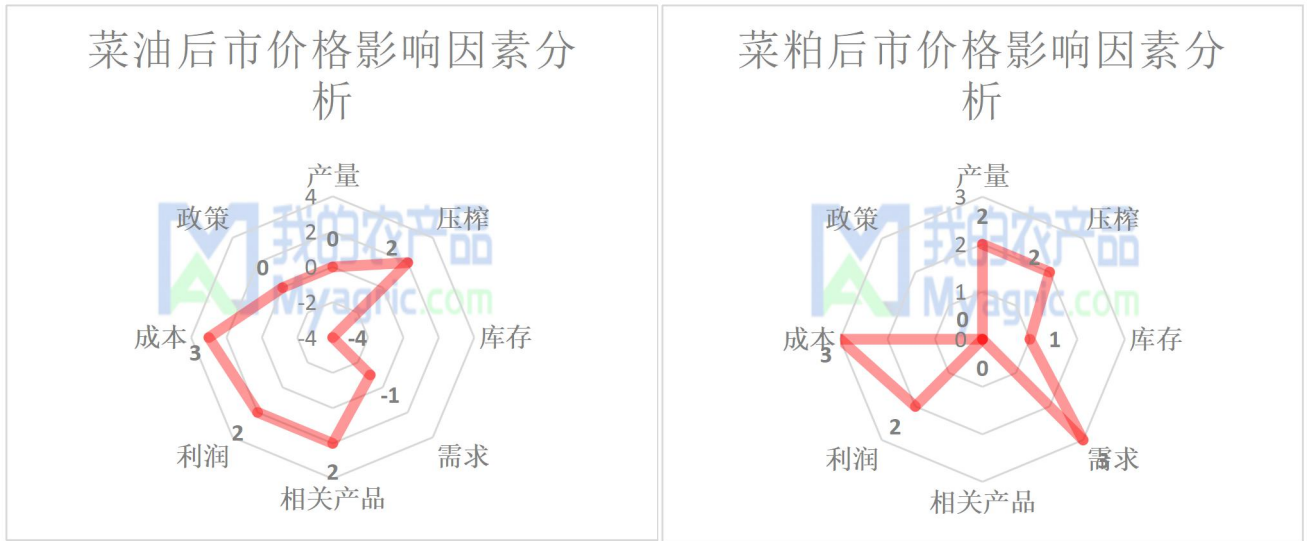 菜油后市价格影响因素分
析
产量
4
政策
压榨
2
0
2
0
0
-2
成本
-4
-4
库存
3
-1
2
利润
需求
2
相关产品
我的农产品
Myagric.com
菜粕后市价格影响因素分
析
产量
3
2
政策
压榨
2
2
1
0
成本
0
1
库存
3
0
2
利润
需求
3
相关产品
我的农产品
Myagric.com